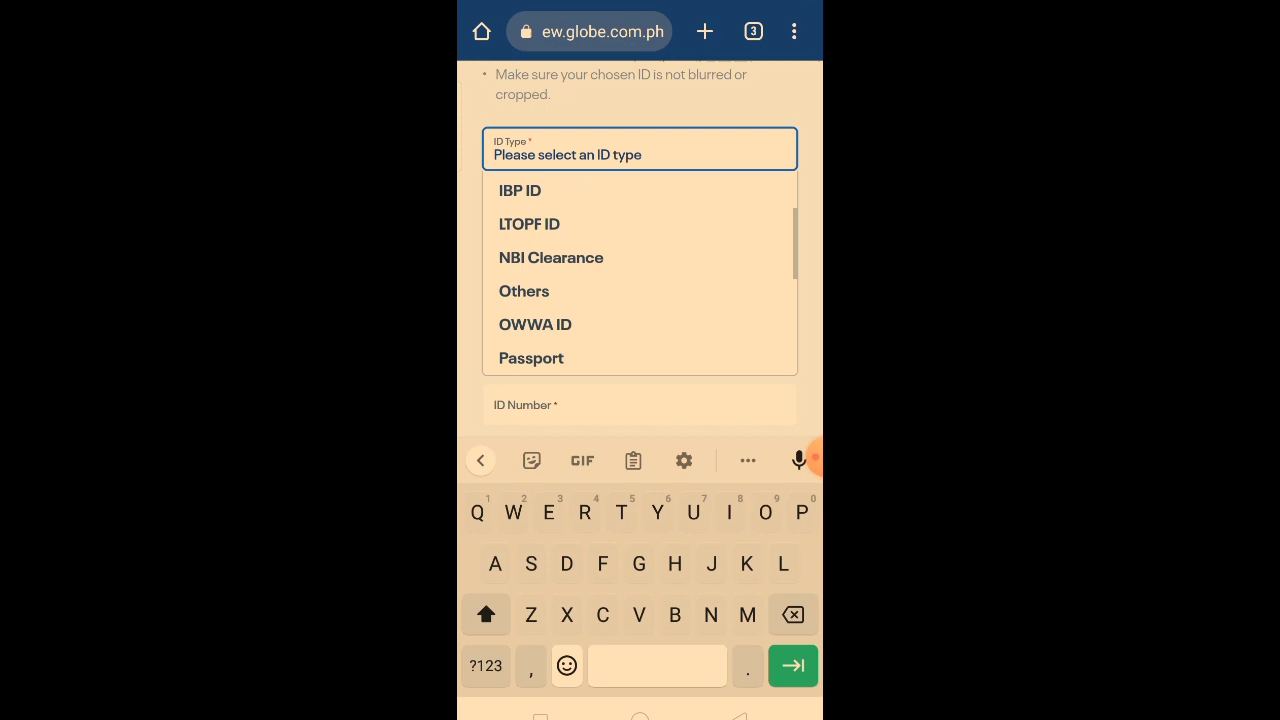 ew.globe.com.ph
3
• Make sure your chosen ID is not blurred or
cropped.
ID Type *
Please select an ID type
IBP ID
LTOPF ID
NBI Clearance
Others
OWWA ID
Passport
ID Number *
GIF
1 2 3 4 5 6 7 8 9 0
Q W E R T Y U I O P
A S D F G H J K L
Z X C V B N M
?123 , .